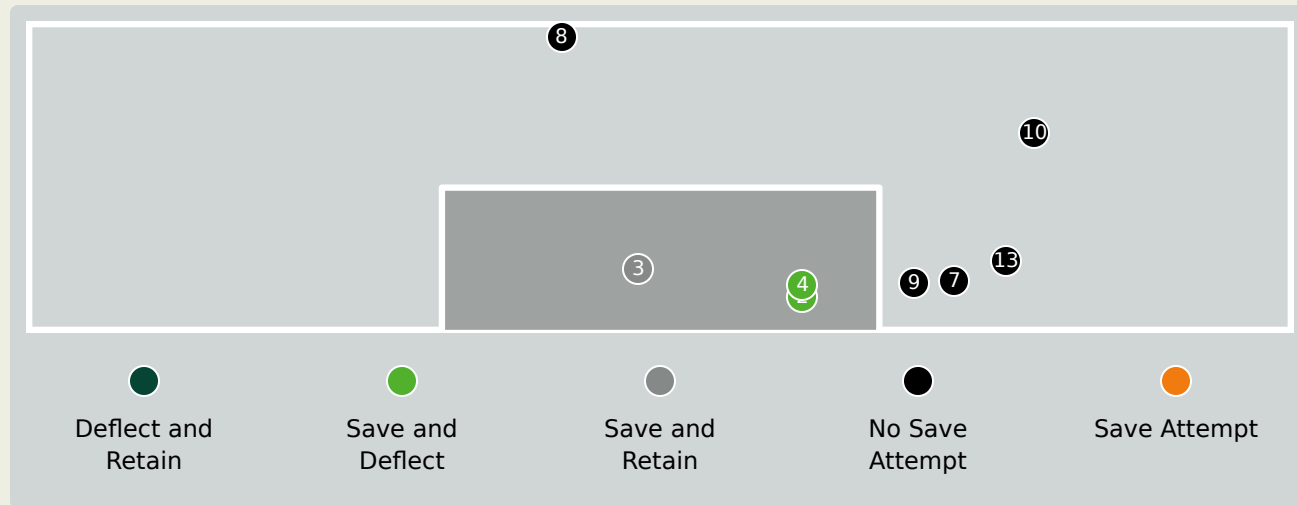 8
10
3
4
9
7
13
Deflect and
Retain
Save and
Deflect
Save and
Retain
No Save
Attempt
Save Attempt